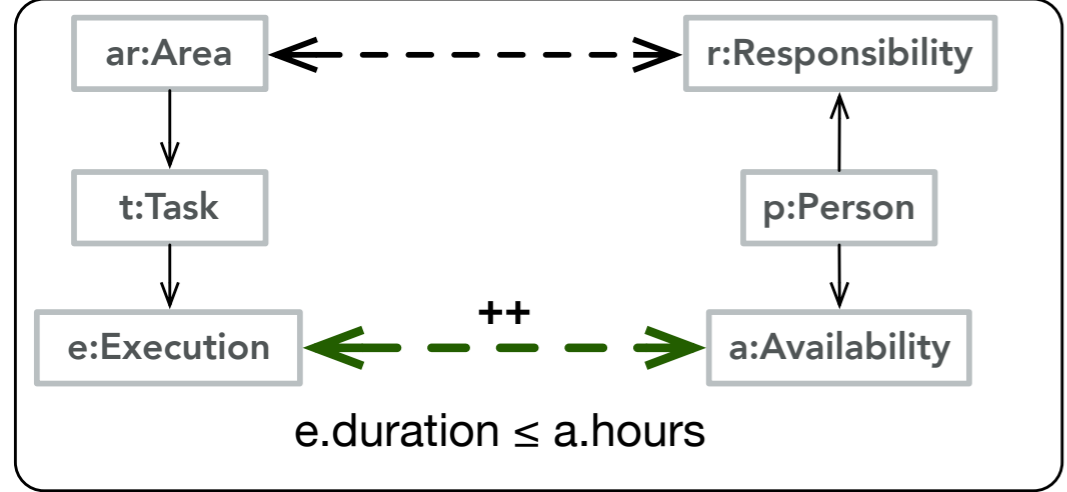 ar:Area
r:Responsibility
t:Task
p:Person
++
e:Execution
a:Availability
e.duration ≤ a.hours